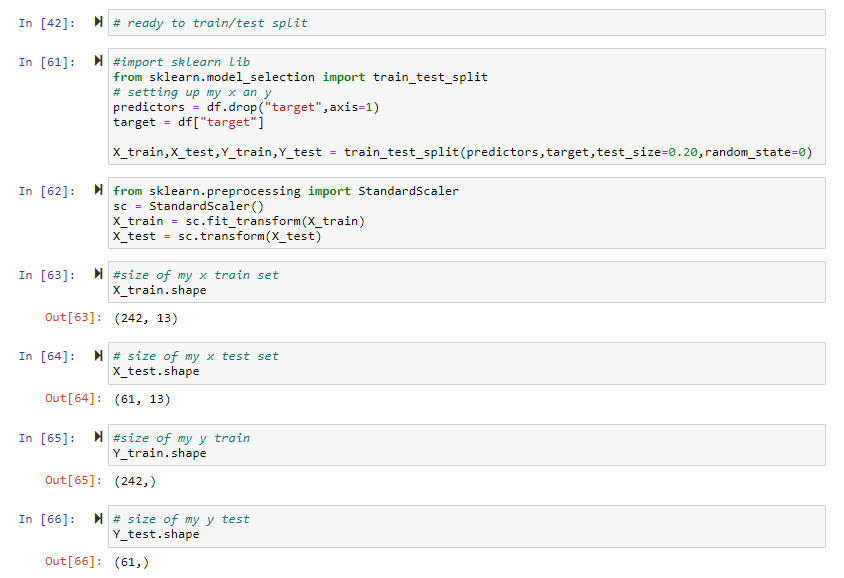 In [42]: # ready to train/test split
In [61]: #import sklearn lib
from sklearn.model_selection import train_test_split
# setting up my x an y
predictors = df.drop("target",axis=1)
target = df["target"]
X_train,X_test,Y_train,Y_test = train_test_split(predictors,target,test_size=0.20,random_state=0)
In [62]: from sklearn.preprocessing import StandardScaler
sc = StandardScaler()
X_train = sc.fit_transform(X_train)
X_test = sc.transform(X_test)
In [63]: #size of my x train set
X_train.shape
Out[63]: (242, 13)
In [64]: # size of my x test set
X_test.shape
Out[64]: (61, 13)
In [65]: #size of my y train
Y_train.shape
Out[65]: (242,)
In [66]: # size of my y test
Y_test.shape
Out[66]: (61,)